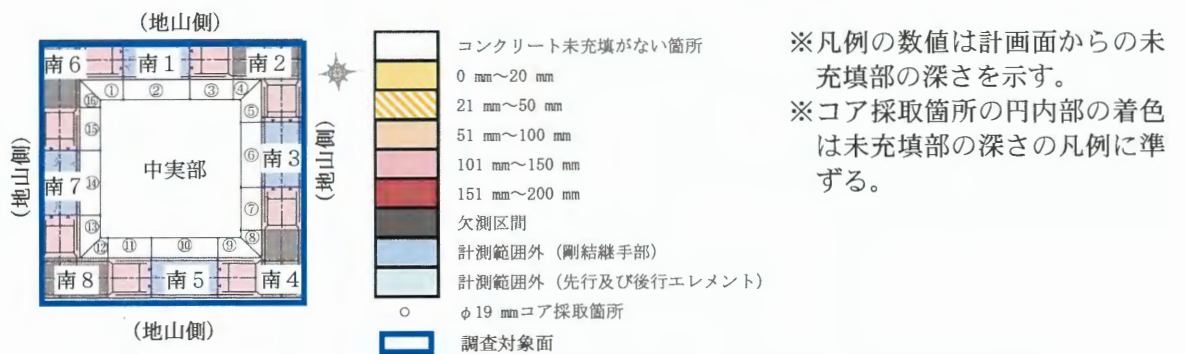 (地山側)
南6
南1
南2
①
②
③
④
⑯
⑤
⑮
(地山側)
中実部
⑥
南3
(地山側)
南7
⑭
⑦
⑬
⑧
⑫
⑪
⑩
⑨
南8
南5
南4
(地山側)
コンクリート未充填がない箇所
0 mm～20 mm
21 mm～50 mm
51 mm～100 mm
101 mm～150 mm
151 mm～200 mm
欠測区間
計測範囲外（剛結継手部）
計測範囲外（先行及び後行エレメント）
φ19 mmコア採取箇所
調査対象面
※凡例の数値は計画面からの未
充填部の深さを示す。
※コア採取箇所の円内部の着色
は未充填部の深さの凡例に準
ずる。